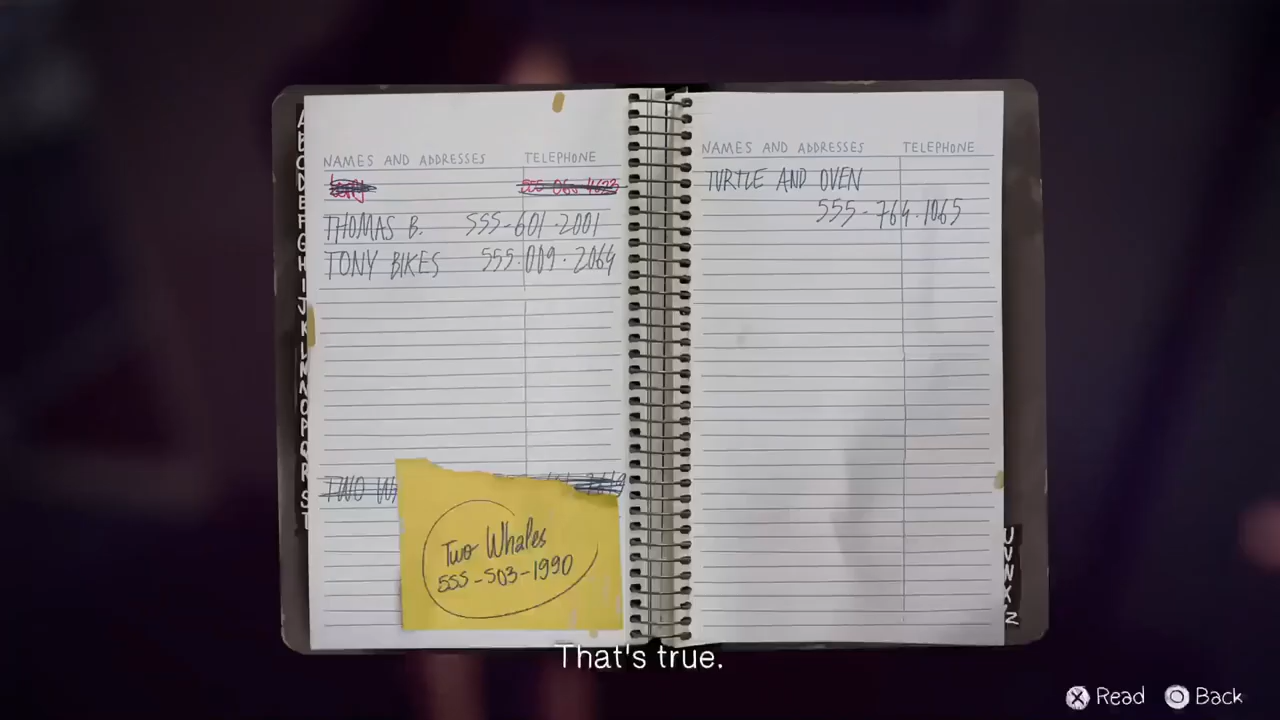 A
B
C
D
E
F
G
H
I
J
K
L
M
N
O
P
Q
R
S
T
NAMES AND ADDRESSES TELEPHONE
THOMAS B. 555-601-2001
TONY BIKES 555-009-2064
TWO
Two Whales
555-503-1990
NAMES AND ADDRESSES TELEPHONE
TURTLE AND OVEN
555-764-1065
U
V
W
X
Z
That's true.
Read Back